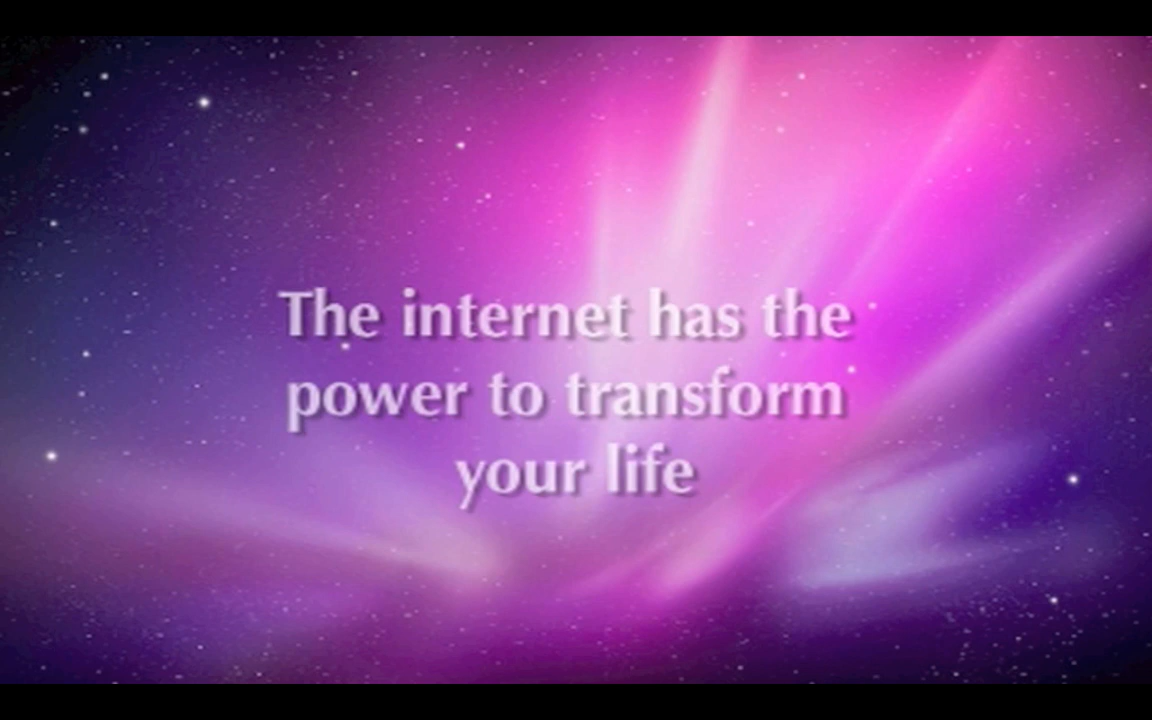 The internet has the
power to transform
your life